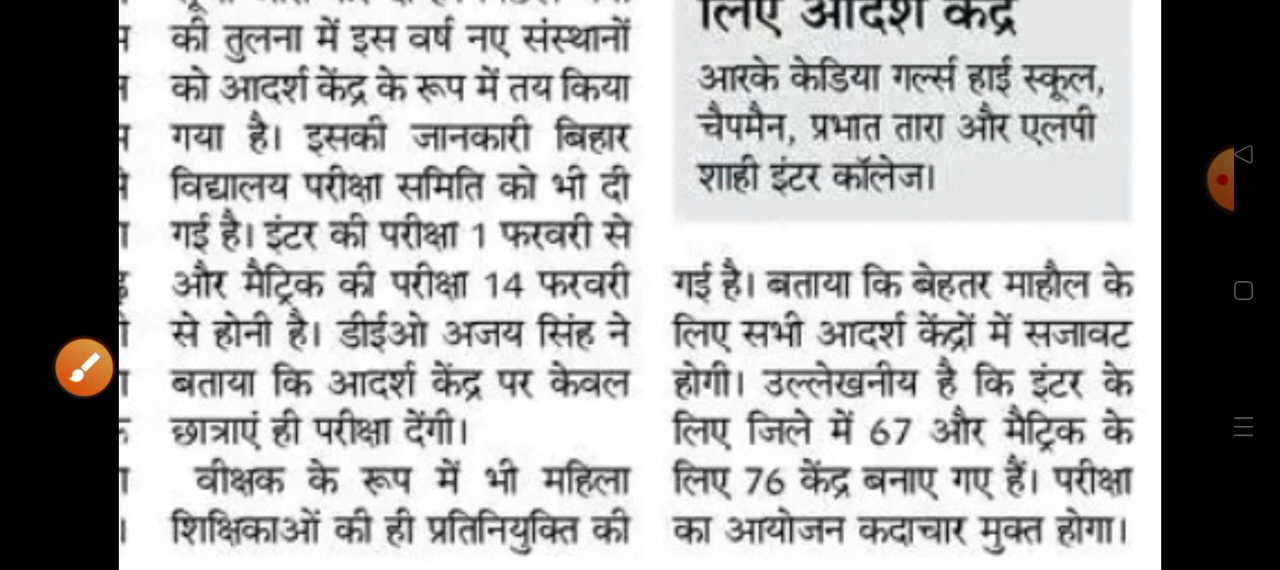 की तुलना में इस वर्ष नए संस्थानों
को आदर्श केंद्र के रूप में तय किया
गया है। इसकी जानकारी बिहार
विद्यालय परीक्षा समिति को भी दी
गई है। इंटर की परीक्षा 1 फरवरी से
और मैट्रिक की परीक्षा 14 फरवरी
से होनी है। डीईओ अजय सिंह ने
बताया कि आदर्श केंद्र पर केवल
छात्राएं ही परीक्षा देंगी।
वीक्षक के रूप में भी महिला
शिक्षिकाओं की ही प्रतिनियुक्ति की
लिए आदर्श केंद्र
आरके केडिया गर्ल्स हाई स्कूल,
चैपमैन, प्रभात तारा और एलपी
शाही इंटर कॉलेज।
गई है। बताया कि बेहतर माहौल के
लिए सभी आदर्श केंद्रों में सजावट
होगी। उल्लेखनीय है कि इंटर के
लिए जिले में 67 और मैट्रिक के
लिए 76 केंद्र बनाए गए हैं। परीक्षा
का आयोजन कदाचार मुक्त होगा।